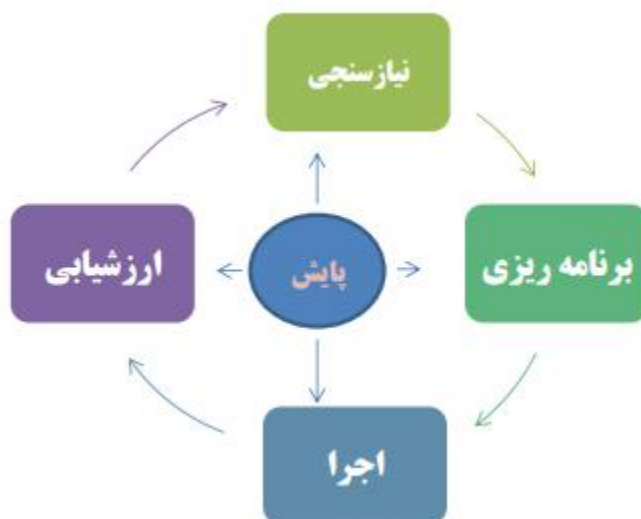 نیازسنجی
برنامه ریزی
پایش
ارزشیابی
اجرا